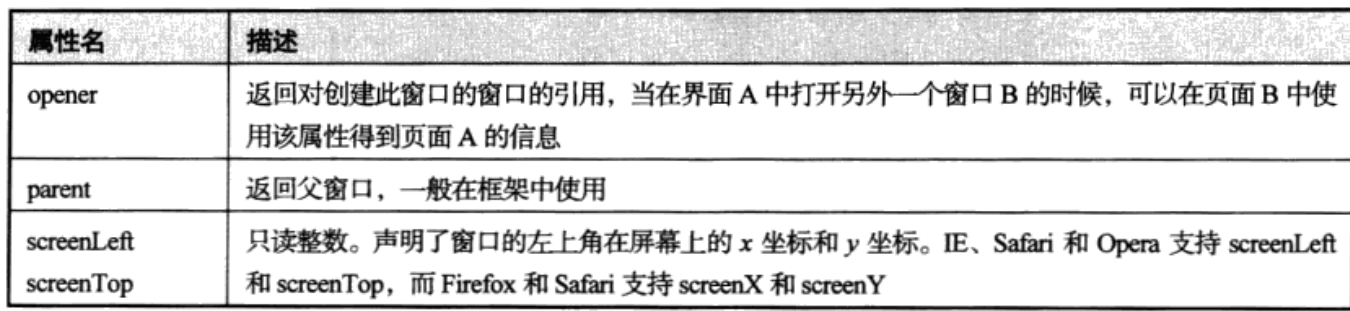 属性名 描述
opener 返回对创建此窗口的窗口的引用，当在界面 A 中打开另外一个窗口 B 的时候，可以在页面 B 中使
用该属性得到页面 A 的信息
parent 返回父窗口，一般在框架中使用
screenLeft 只读整数。声明了窗口的左上角在屏幕上的 x 坐标和 y 坐标。IE、Safari 和 Opera 支持 screenLeft
screenTop 和 screenTop，而 Firefox 和 Safari 支持 screenX 和 screenY